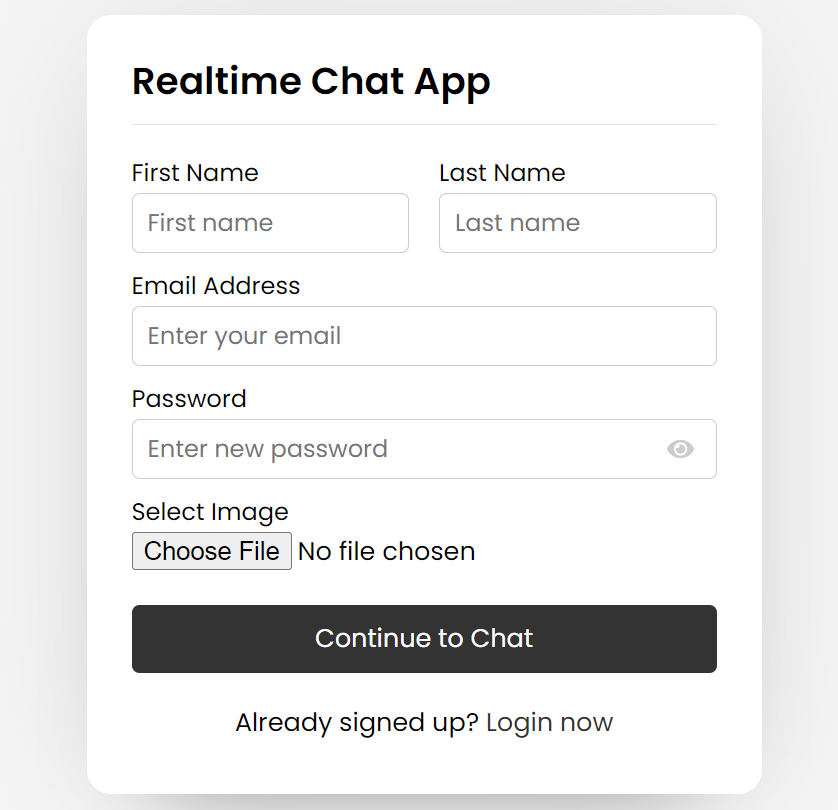 Realtime Chat App
First Name Last Name
First name Last name
Email Address
Enter your email
Password
Enter new password
Select Image
Choose File No file chosen
Continue to Chat
Already signed up? Login now